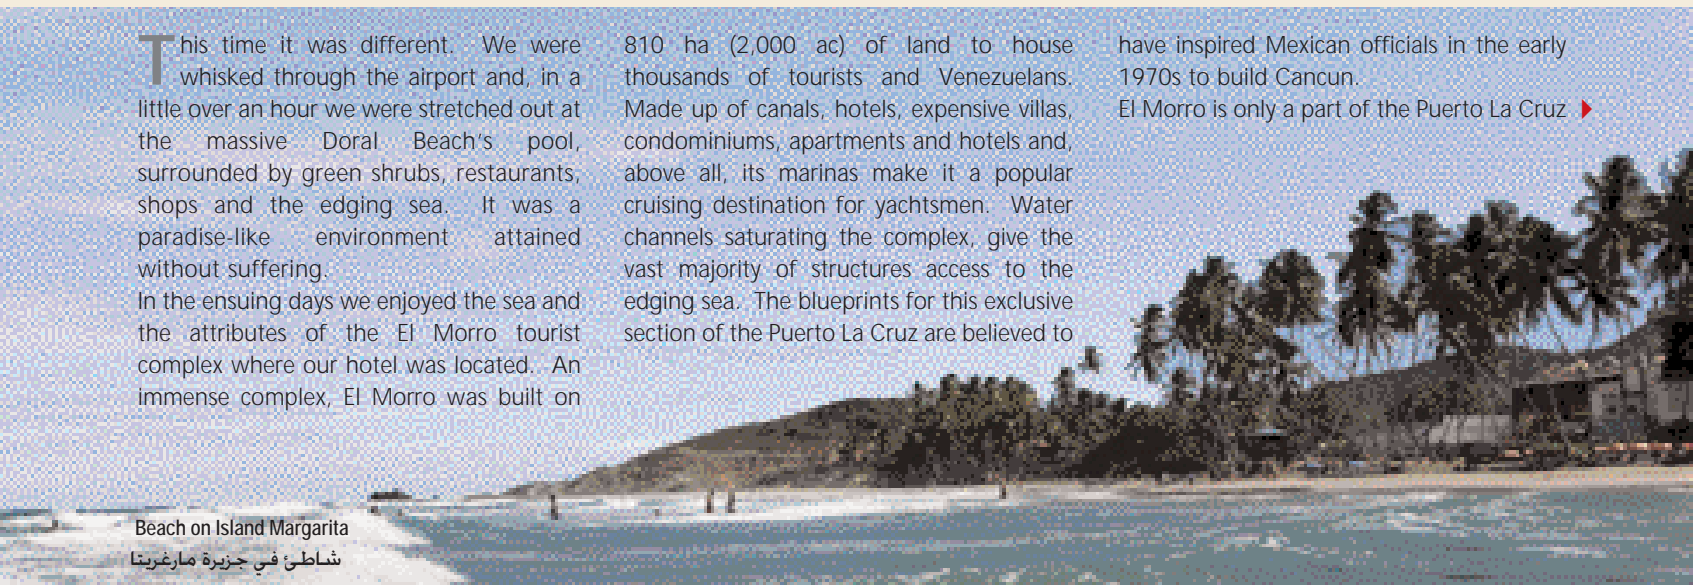 This time it was different. We were
whisked through the airport and, in a
little over an hour we were stretched out at
the massive Doral Beach's pool,
surrounded by green shrubs, restaurants,
shops and the edging sea. It was a
paradise-like environment attained
without suffering.
In the ensuing days we enjoyed the sea and
the attributes of the El Morro tourist
complex where our hotel was located. An
immense complex, El Morro was built on
810 ha (2,000 ac) of land to house
thousands of tourists and Venezuelans.
Made up of canals, hotels, expensive villas,
condominiums, apartments and hotels and,
above all, its marinas make it a popular
cruising destination for yachtsmen. Water
channels saturating the complex, give the
vast majority of structures access to the
edging sea. The blueprints for this exclusive
section of the Puerto La Cruz are believed to
have inspired Mexican officials in the early
1970s to build Cancun.
El Morro is only a part of the Puerto La Cruz
Beach on Island Margarita
شاطئ في جزيرة مارغريتا